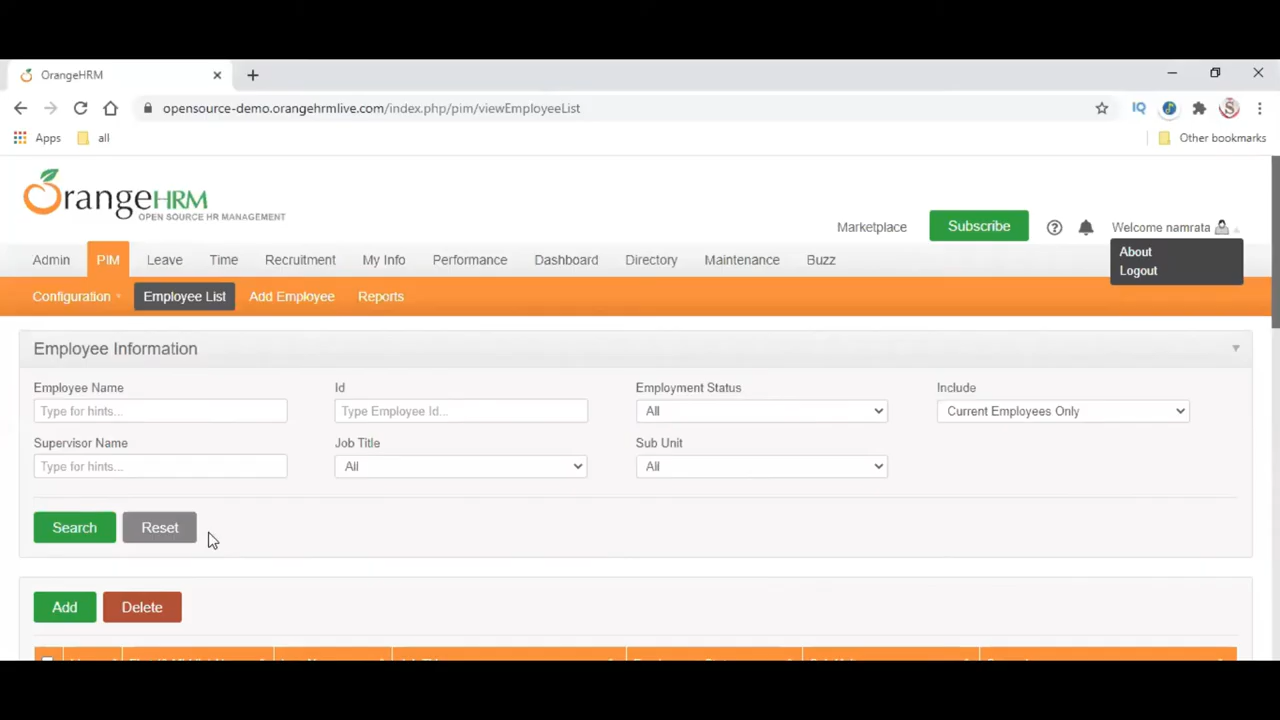 OrangeHRM
opensource-demo.orangehrmlive.com/index.php/pim/viewEmployeeList
IQ
S
Apps
all
Other bookmarks
OrangeHRM
OPEN SOURCE HR MANAGEMENT
Marketplace
Subscribe
Welcome namrata
About
Logout
Admin
PIM
Leave
Time
Recruitment
My Info
Performance
Dashboard
Directory
Maintenance
Buzz
Configuration
Employee List
Add Employee
Reports
Employee Information
Employee Name
Id
Employment Status
Include
Type for hints...
Type Employee Id...
All
Current Employees Only
Supervisor Name
Job Title
Sub Unit
Type for hints...
All
All
Search
Reset
Add
Delete